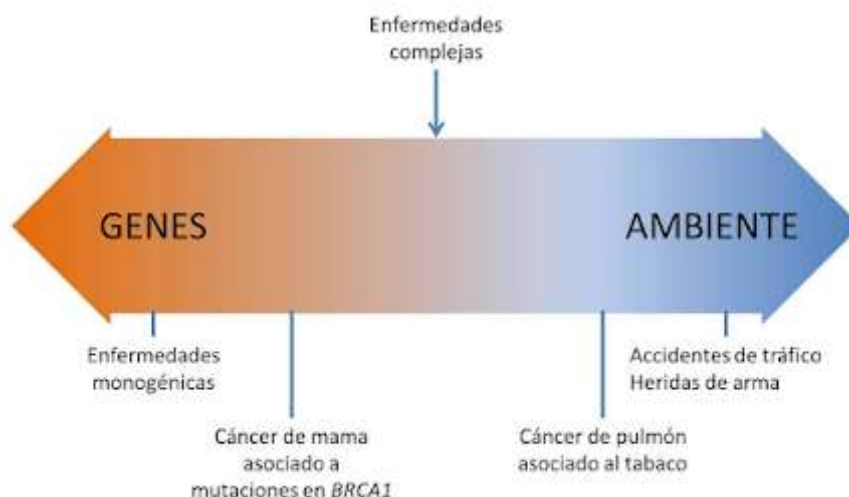 Enfermedades
complejas
GENES
AMBIENTE
Enfermedades
monogénicas
Accidentes de tráfico
Heridas de arma
Cáncer de mama
asociado a
mutaciones en BRCA1
Cáncer de pulmón
asociado al tabaco